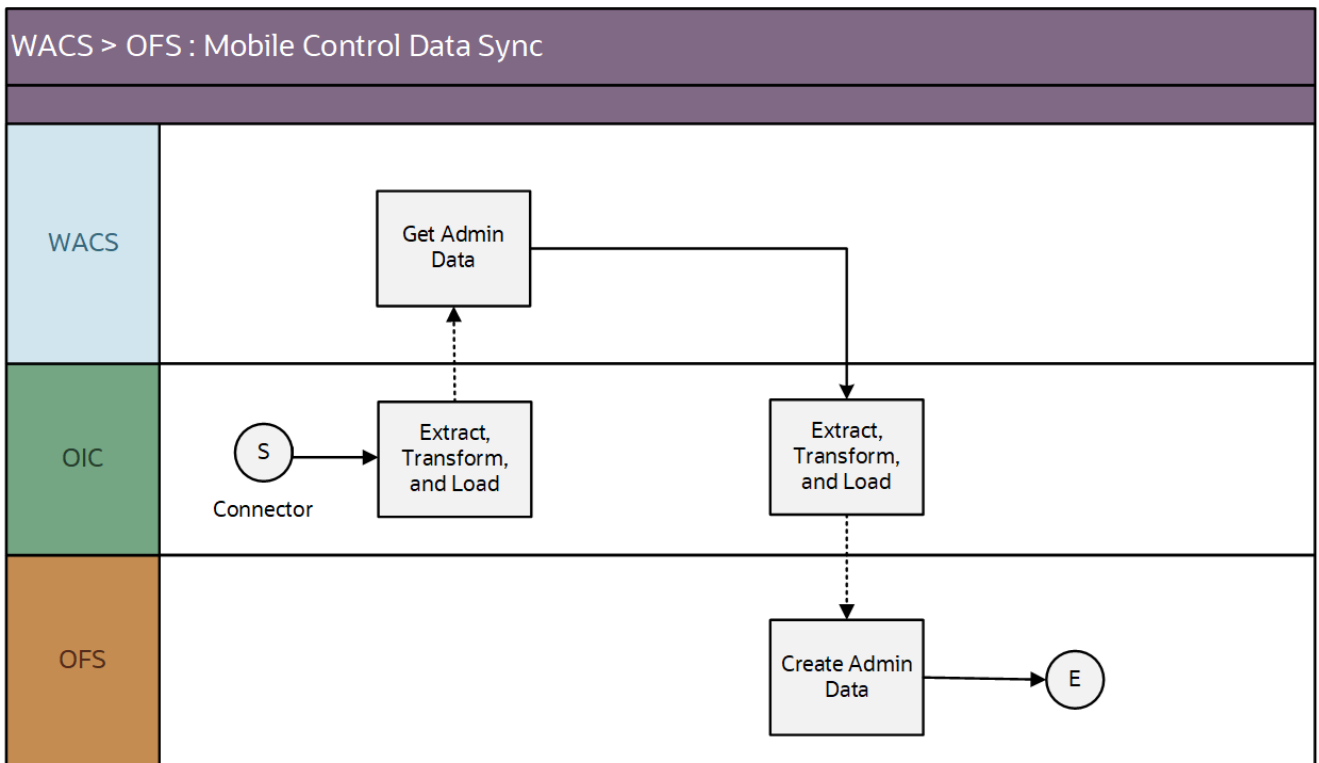 WACS > OFS : Mobile Control Data Sync
WACS
Get Admin
Data
OIC
S
Connector
Extract,
Transform,
and Load
Extract,
Transform,
and Load
OFS
Create Admin
Data
E